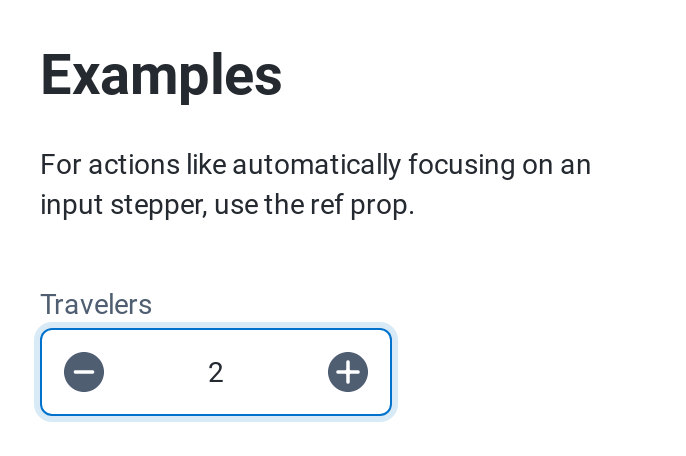 Examples
For actions like automatically focusing on an
input stepper, use the ref prop.
Travelers
2